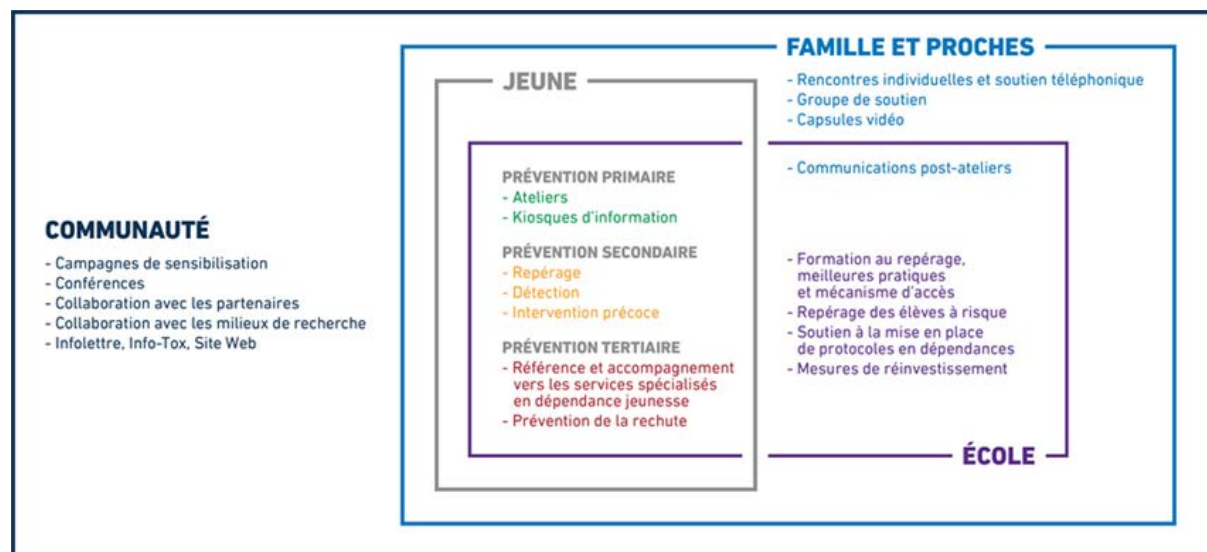 COMMUNAUTÉ
- Campagnes de sensibilisation
- Conférences
- Collaboration avec les partenaires
- Collaboration avec les milieux de recherche
- Infolettre, Info-Tox, Site Web
JEUNE
PRÉVENTION PRIMAIRE
- Ateliers
- Kiosques d'information
PRÉVENTION SECONDAIRE
- Repérage
- Détection
- Intervention précoce
PRÉVENTION TERTIAIRE
- Référence et accompagnement
vers les services spécialisés
en dépendance jeunesse
- Prévention de la rechute
FAMILLE ET PROCHES
- Rencontres individuelles et soutien téléphonique
- Groupe de soutien
- Capsules vidéo
- Communications post-ateliers
- Formation au repérage,
meilleures pratiques
et mécanisme d'accès
- Repérage des élèves à risque
- Soutien à la mise en place
de protocoles en dépendances
- Mesures de réinvestissement
ÉCOLE